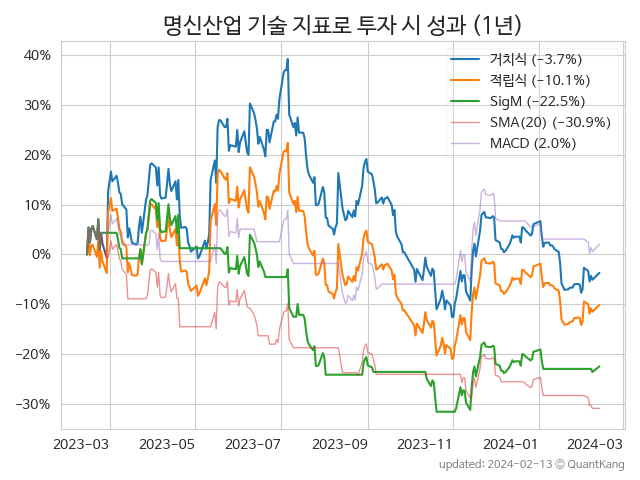 명신산업 기술 지표로 투자 시 성과 (1년)
거치식 (−3.7%)
적립식 (−10.1%)
SigM (−22.5%)
SMA(20) (−30.9%)
MACD (2.0%)
40%
30%
20%
10%
0%
−10%
−20%
−30%
2023-03 2023-05 2023-07 2023-09 2023-11 2024-01 2024-03
updated: 2024-02-13 © QuantKang